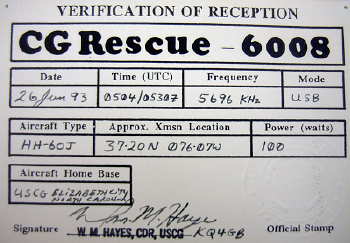 VERIFICATION OF RECEPTION
CG Rescue - 6008
Date Time (UTC) Frequency Mode
26 Jun 93 0504/0530Z 5696 KHz USB
Aircraft Type Approx. Xmsn Location Power (watts)
HH-60J 37-20N 076-07W 100
Aircraft Home Base
USCG ELIZABETH CITY
NORTH CAROLINA
Wm M. Hayes
Signature W. M. HAYES, CDR, USCG KQ4GB Official Stamp